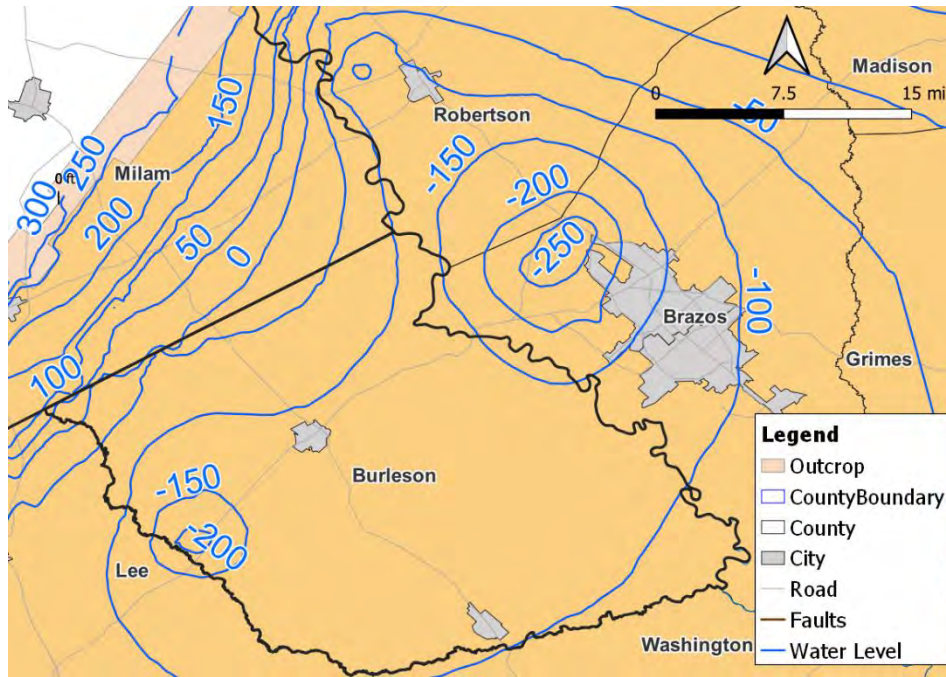 Madison
0
7.5
15 mi
Robertson
-50
150
250
Milam
0 ft
300
200
-150
-200
50
0
-250
-100
Brazos
Grimes
100
Legend
Outcrop
CountyBoundary
County
City
Road
Faults
Water Level
Burleson
-150
-200
Lee
Washington